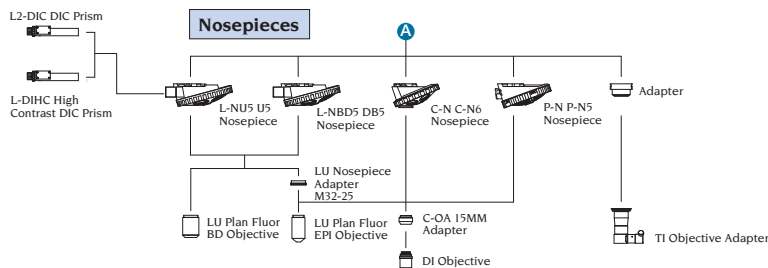 L2-DIC DIC Prism
Nosepieces
A
L-DIHC High
Contrast DIC Prism
L-NU5 U5
Nosepiece
L-NBD5 DB5
Nosepiece
C-N C-N6
Nosepiece
P-N P-N5
Nosepiece
Adapter
LU Nosepiece
Adapter
M32-25
LU Plan Fluor
BD Objective
LU Plan Fluor
EPI Objective
C-OA 15MM
Adapter
TI Objective Adapter
DI Objective